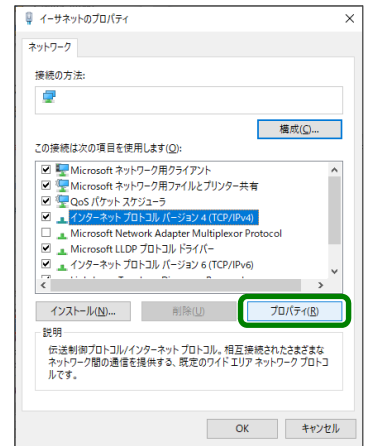 イーサネットのプロパティ
ネットワーク
接続の方法:
構成(C)...
この接続は次の項目を使用します(O):
Microsoft ネットワーク用クライアント
Microsoft ネットワーク用ファイルとプリンター共有
QoS パケット スケジューラ
インターネット プロトコル バージョン 4 (TCP/IPv4)
Microsoft Network Adapter Multiplexor Protocol
Microsoft LLDP プロトコル ドライバー
インターネット プロトコル バージョン 6 (TCP/IPv6)
インストール(N)...
削除(U)
プロパティ(R)
説明
伝送制御プロトコル/インターネット プロトコル。相互接続されたさまざまな
ネットワーク間の通信を提供する、既定のワイド エリア ネットワーク プロトコ
ルです。
OK
キャンセル